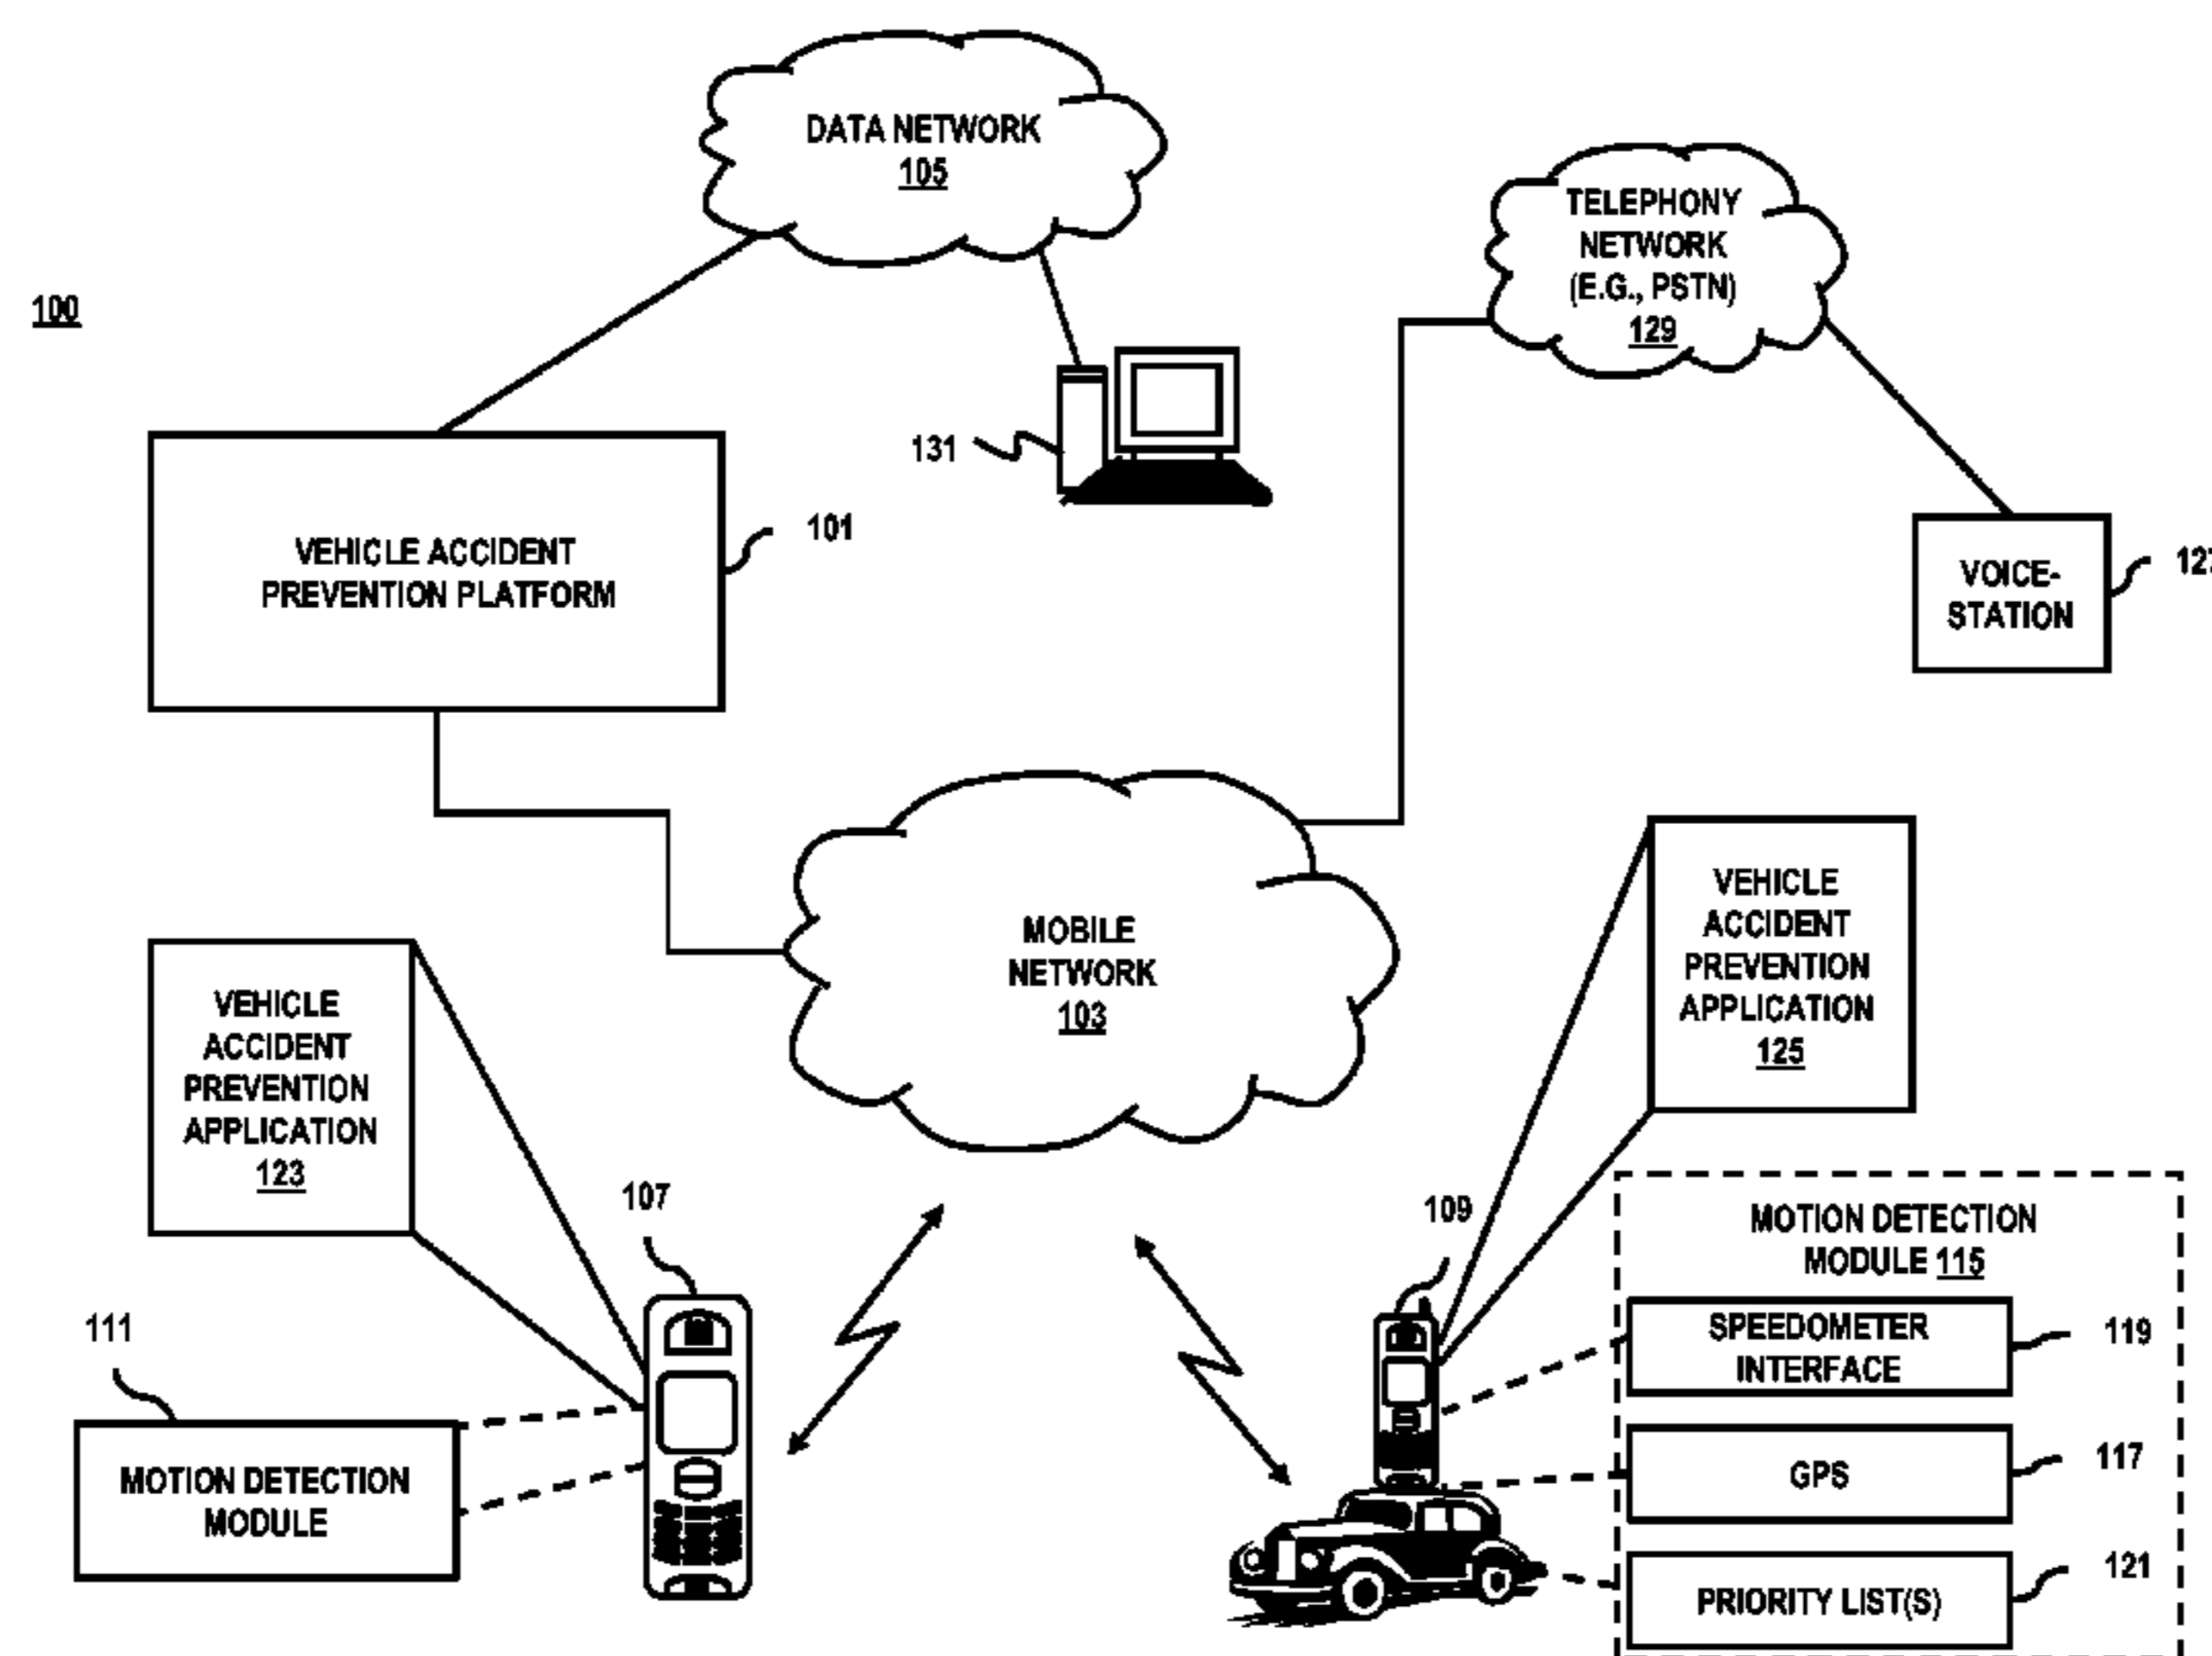 DATA NETWORK
105
TELEPHONY
NETWORK
(E.G., PSTN)
129
100
131
101
VEHICLE ACCIDENT
PREVENTION PLATFORM
VOICE-
STATION
MOBILE
NETWORK
103
VEHICLE
ACCIDENT
PREVENTION
APPLICATION
125
VEHICLE
ACCIDENT
PREVENTION
APPLICATION
123
107
109
MOTION DETECTION
MODULE 115
111
SPEEDOMETER
INTERFACE
119
MOTION DETECTION
MODULE
GPS
117
PRIORITY LIST(S)
121